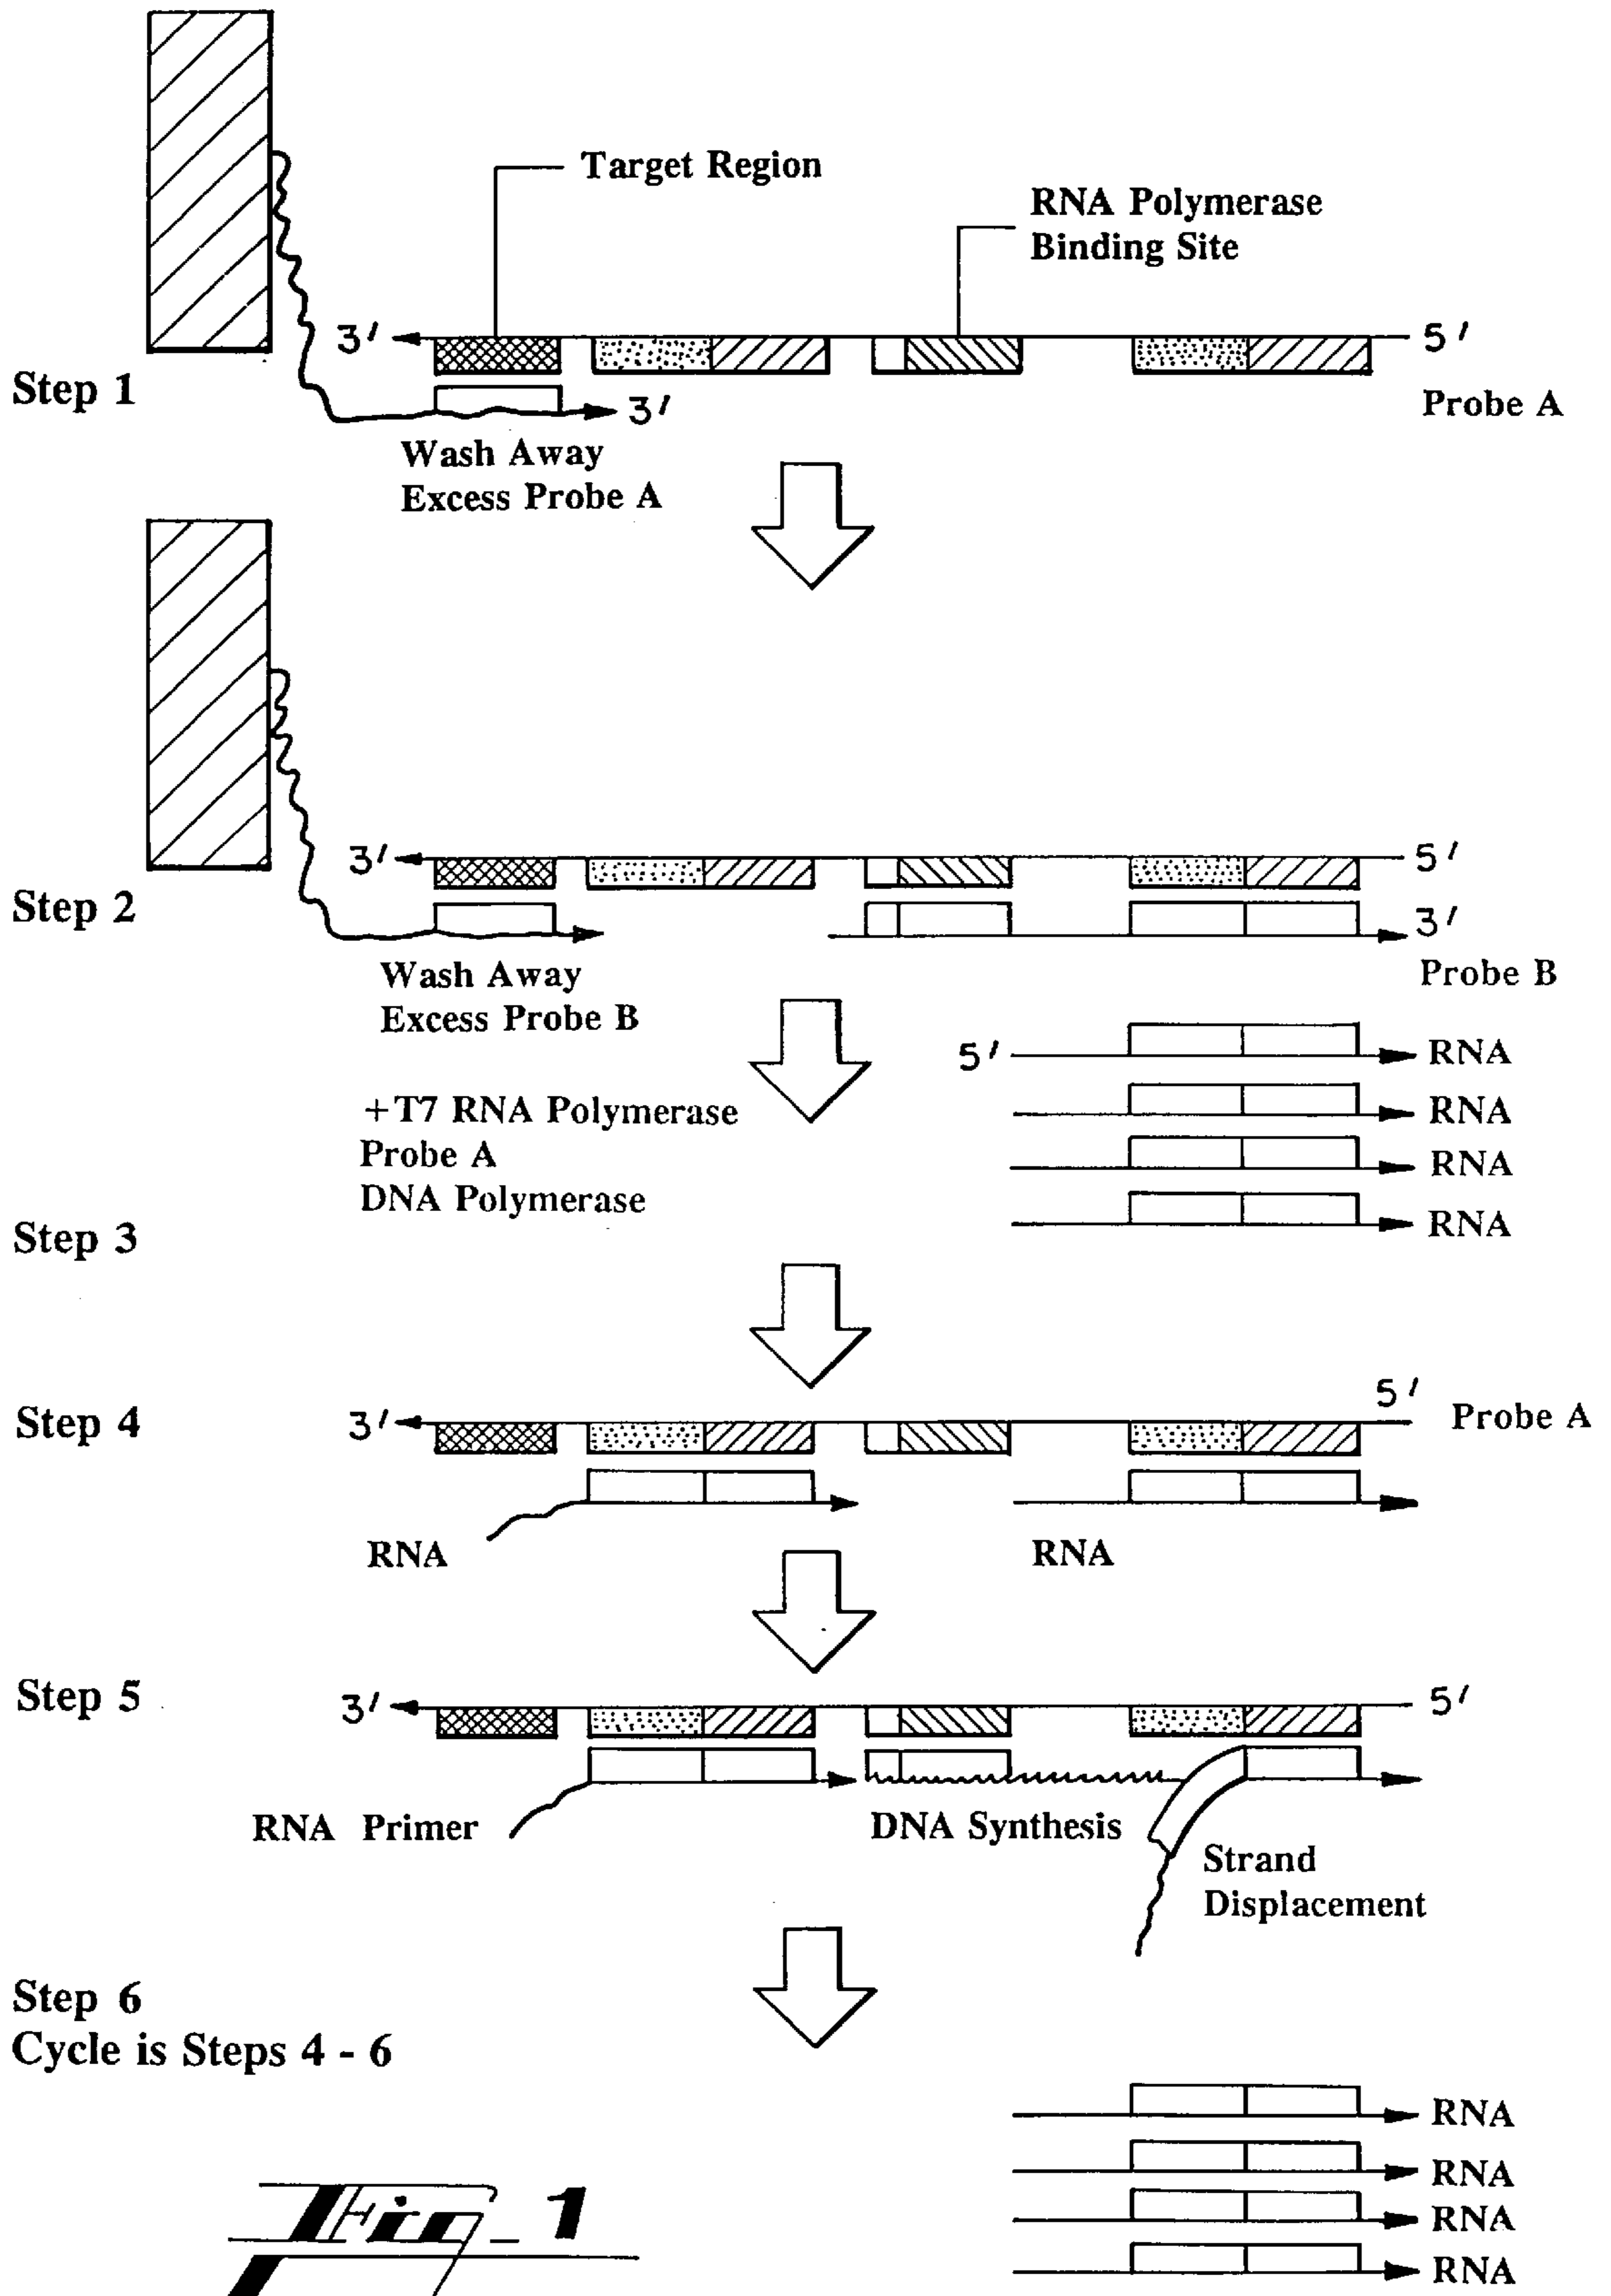 Target Region
RNA Polymerase
Binding Site
3′
5′
Step 1
3′
Probe A
Wash Away
Excess Probe A
3′
5′
Step 2
3′
Probe B
Wash Away
Excess Probe B
5′
RNA
+T7 RNA Polymerase
RNA
Probe A
RNA
DNA Polymerase
RNA
Step 3
5′
Step 4
3′
Probe A
RNA
RNA
Step 5
3′
5′
RNA Primer
DNA Synthesis
Strand
Displacement
Step 6
Cycle is Steps 4 - 6
RNA
RNA
RNA
RNA
Fig_1